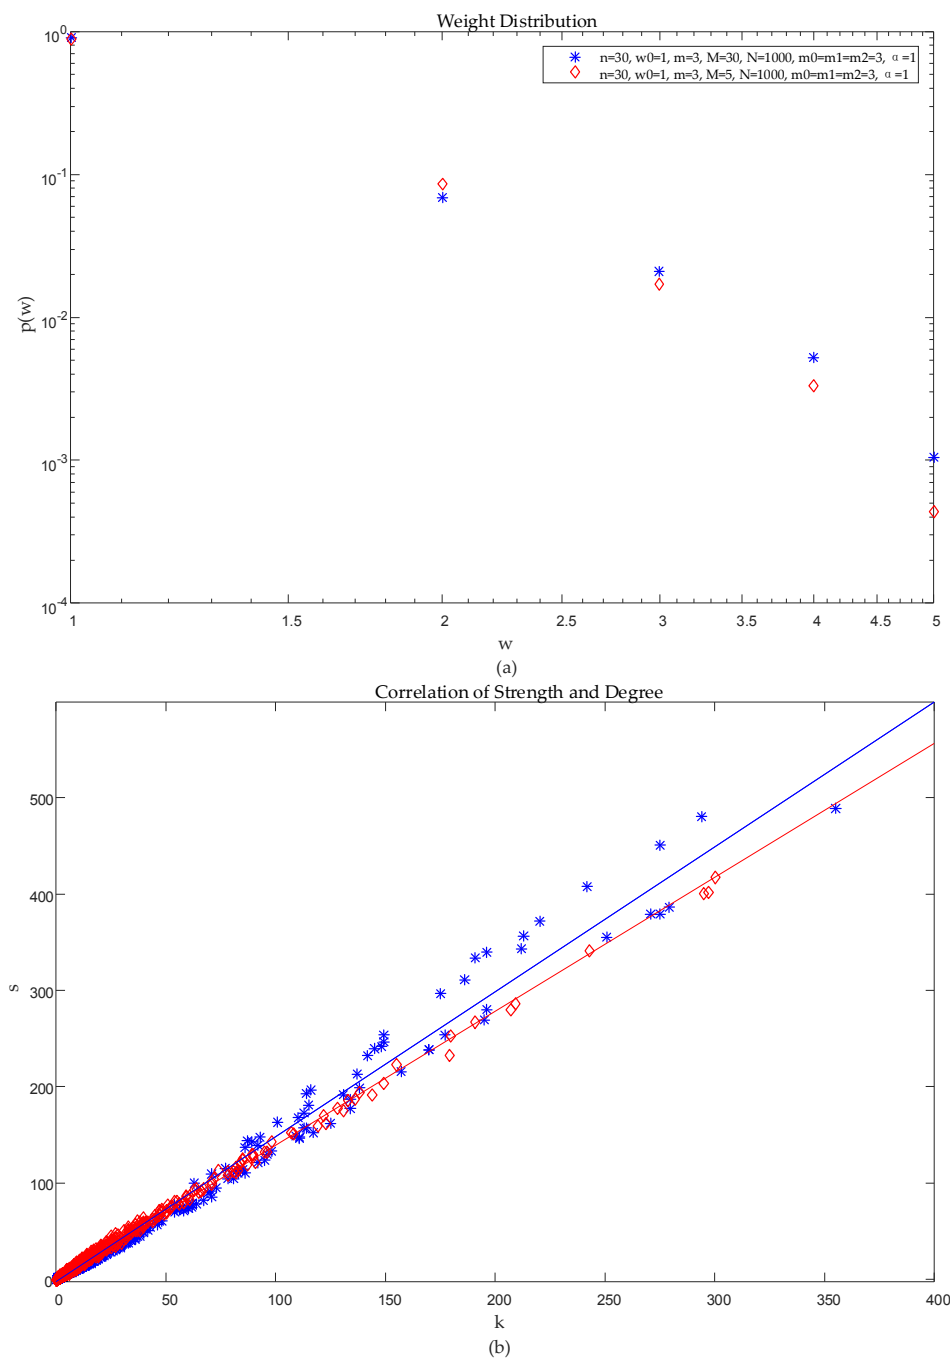 Weight Distribution
10^0
n=30, w0=1, m=3, M=30, N=1000, m0=m1=m2=3, α=1
n=30, w0=1, m=3, M=5, N=1000, m0=m1=m2=3, α=1
10^-1
p(w)
10^-2
10^-3
10^-4
1 1.5 2 2.5 3 3.5 4 4.5 5
w
(a)
Correlation of Strength and Degree
500
400
s
300
200
100
0
0 50 100 150 200 250 300 350 400
k
(b)